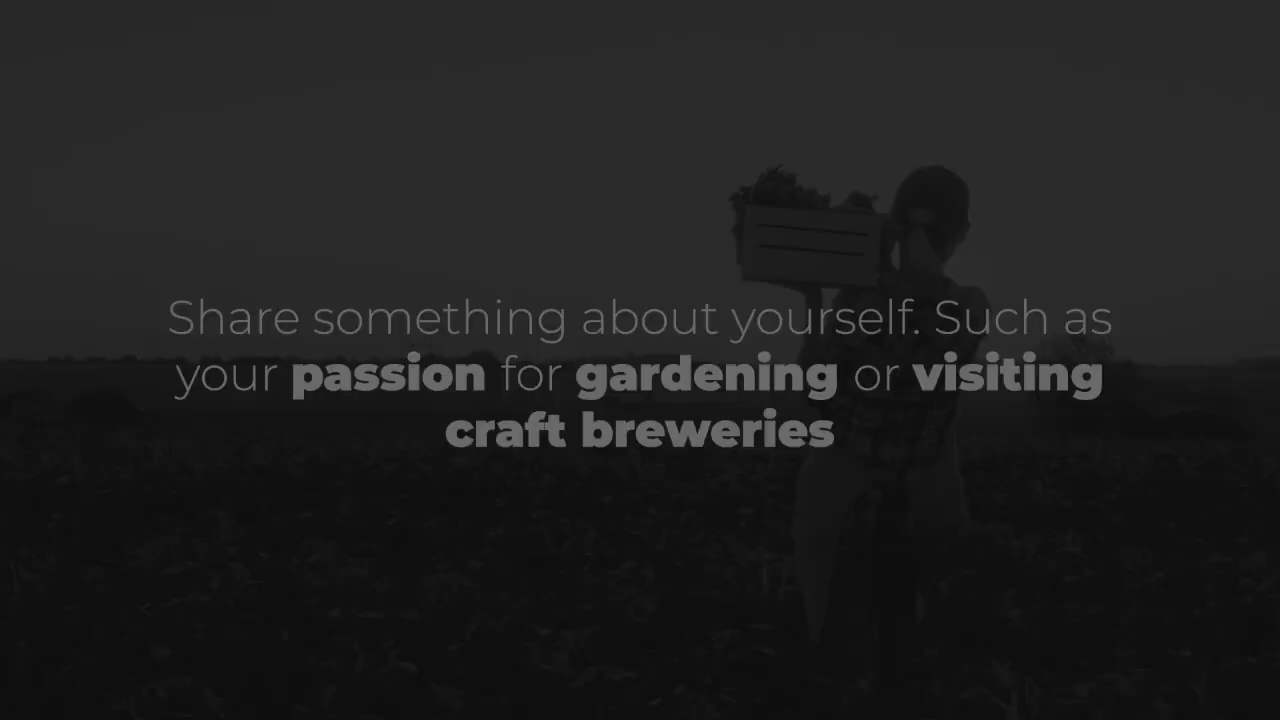 Share something about yourself. Such as
your passion for gardening or visiting
craft breweries